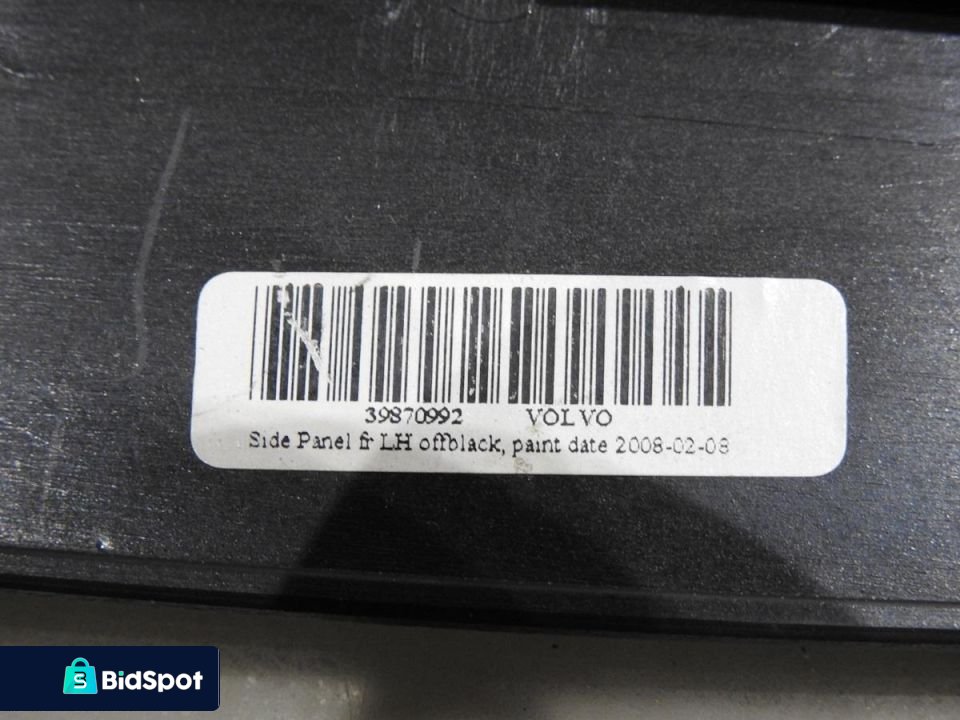 39870992 VOLVO
Side Panel fr LH offblack, paint date 2008-02-08
BidSpot